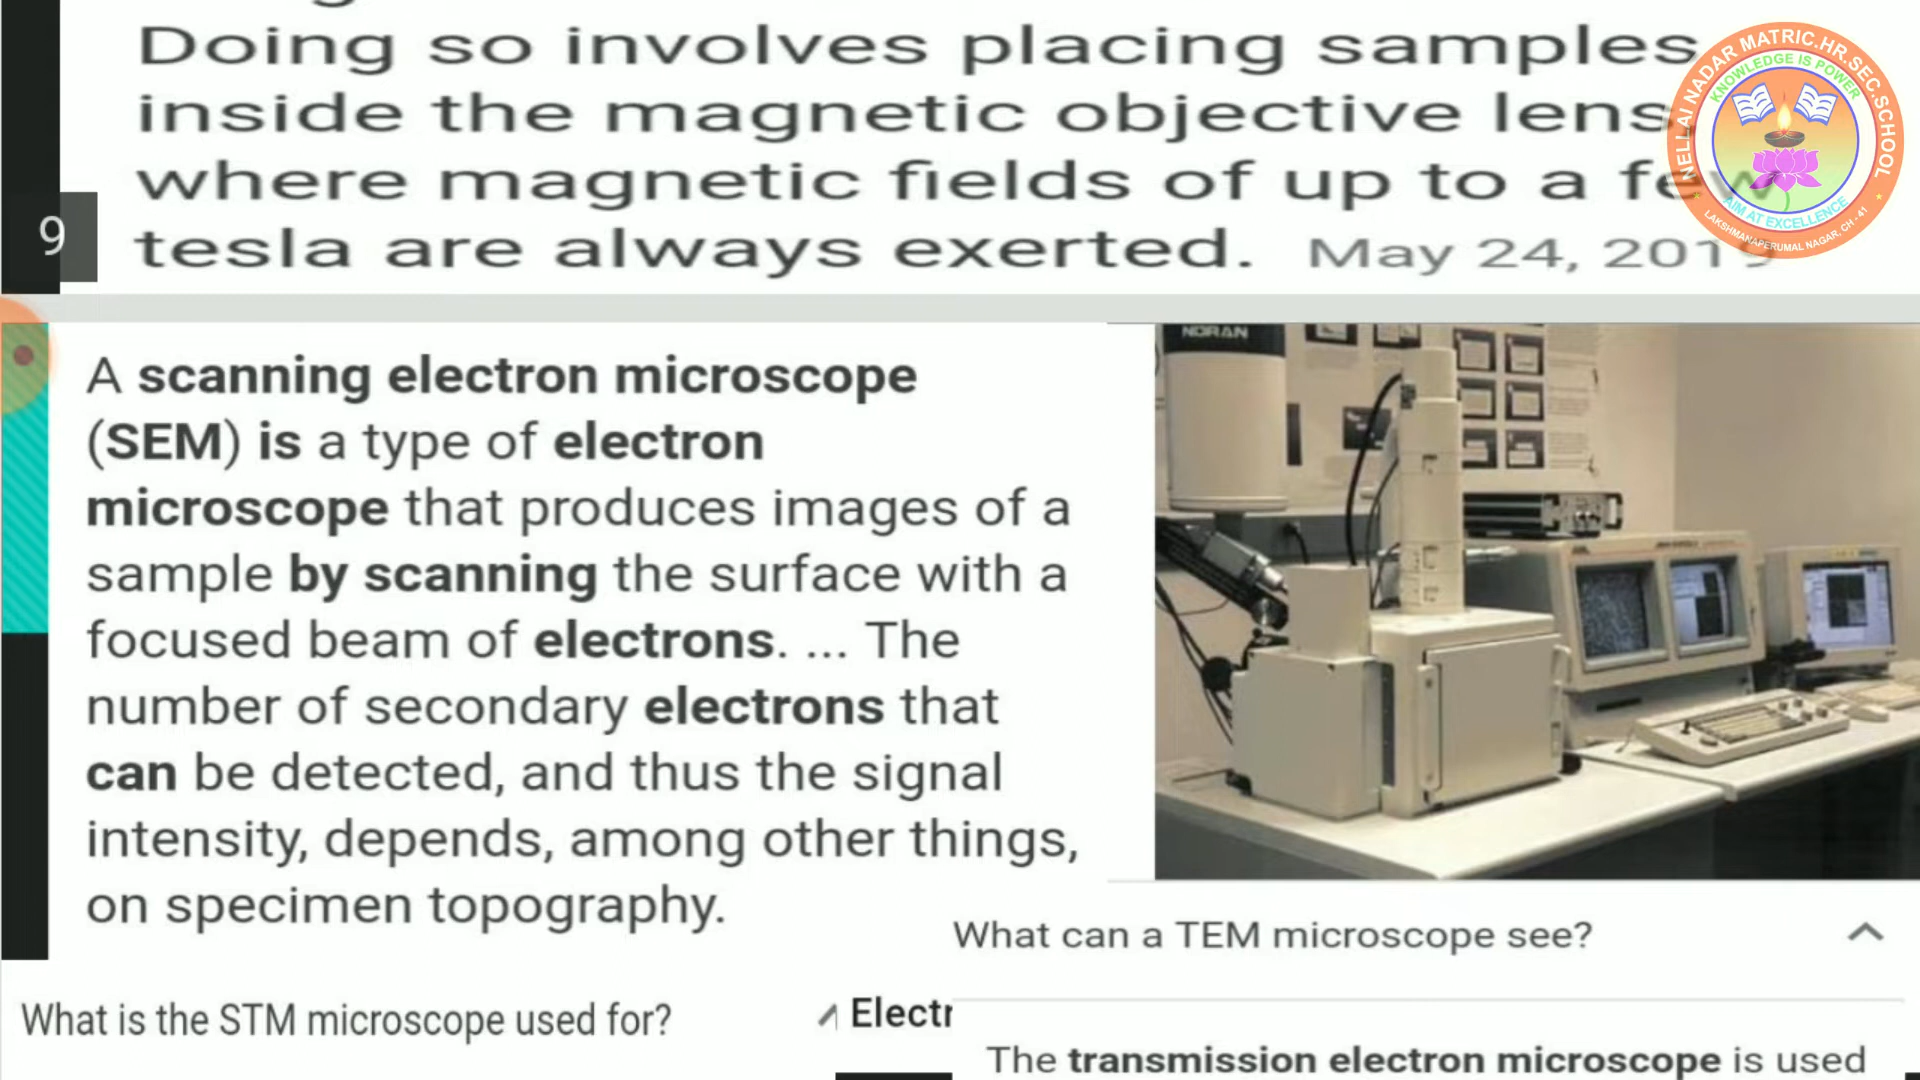 Doing so involves placing samples
inside the magnetic objective lens,
where magnetic fields of up to a few
tesla are always exerted. May 24, 2019
9
NELLAI NADAR MATRIC.HR.SEC.SCHOOL
KNOWLEDGE IS POWER
AIM AT EXCELLENCE
LAKSHMANAPERUMAL NAGAR, CH - 41
A scanning electron microscope
(SEM) is a type of electron
microscope that produces images of a
sample by scanning the surface with a
focused beam of electrons. ... The
number of secondary electrons that
can be detected, and thus the signal
intensity, depends, among other things,
on specimen topography.
NORAN
What can a TEM microscope see?
What is the STM microscope used for?
Electr
The transmission electron microscope is used